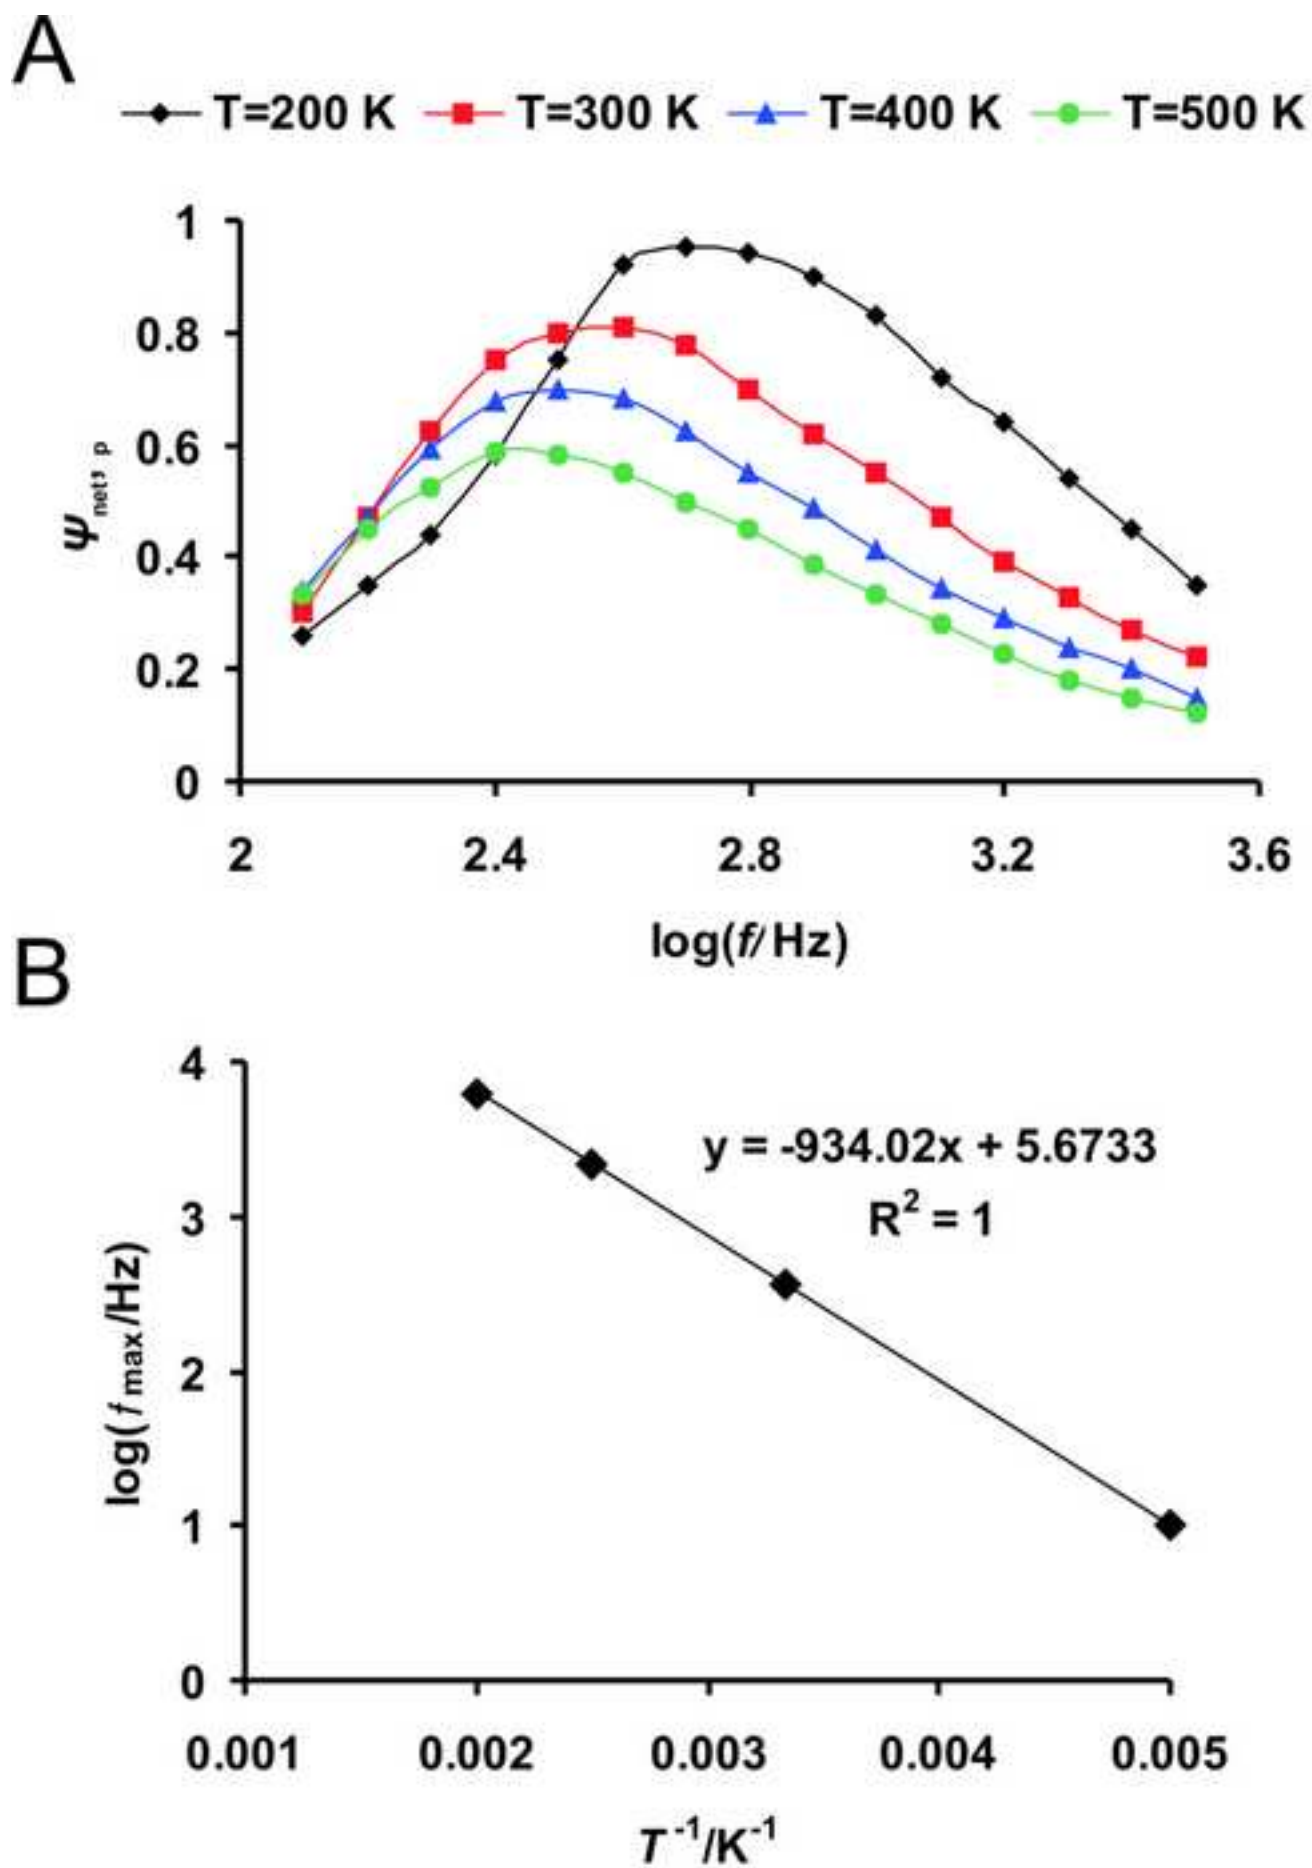 A
T=200 K T=300 K T=400 K T=500 K
1
0.8
0.6
0.4
0.2
0
ψnet, p
2 2.4 2.8 3.2 3.6
log(f/Hz)
B
4
3
2
1
0
y = -934.02x + 5.6733
R² = 1
log(f max/Hz)
0.001 0.002 0.003 0.004 0.005
T⁻¹/K⁻¹